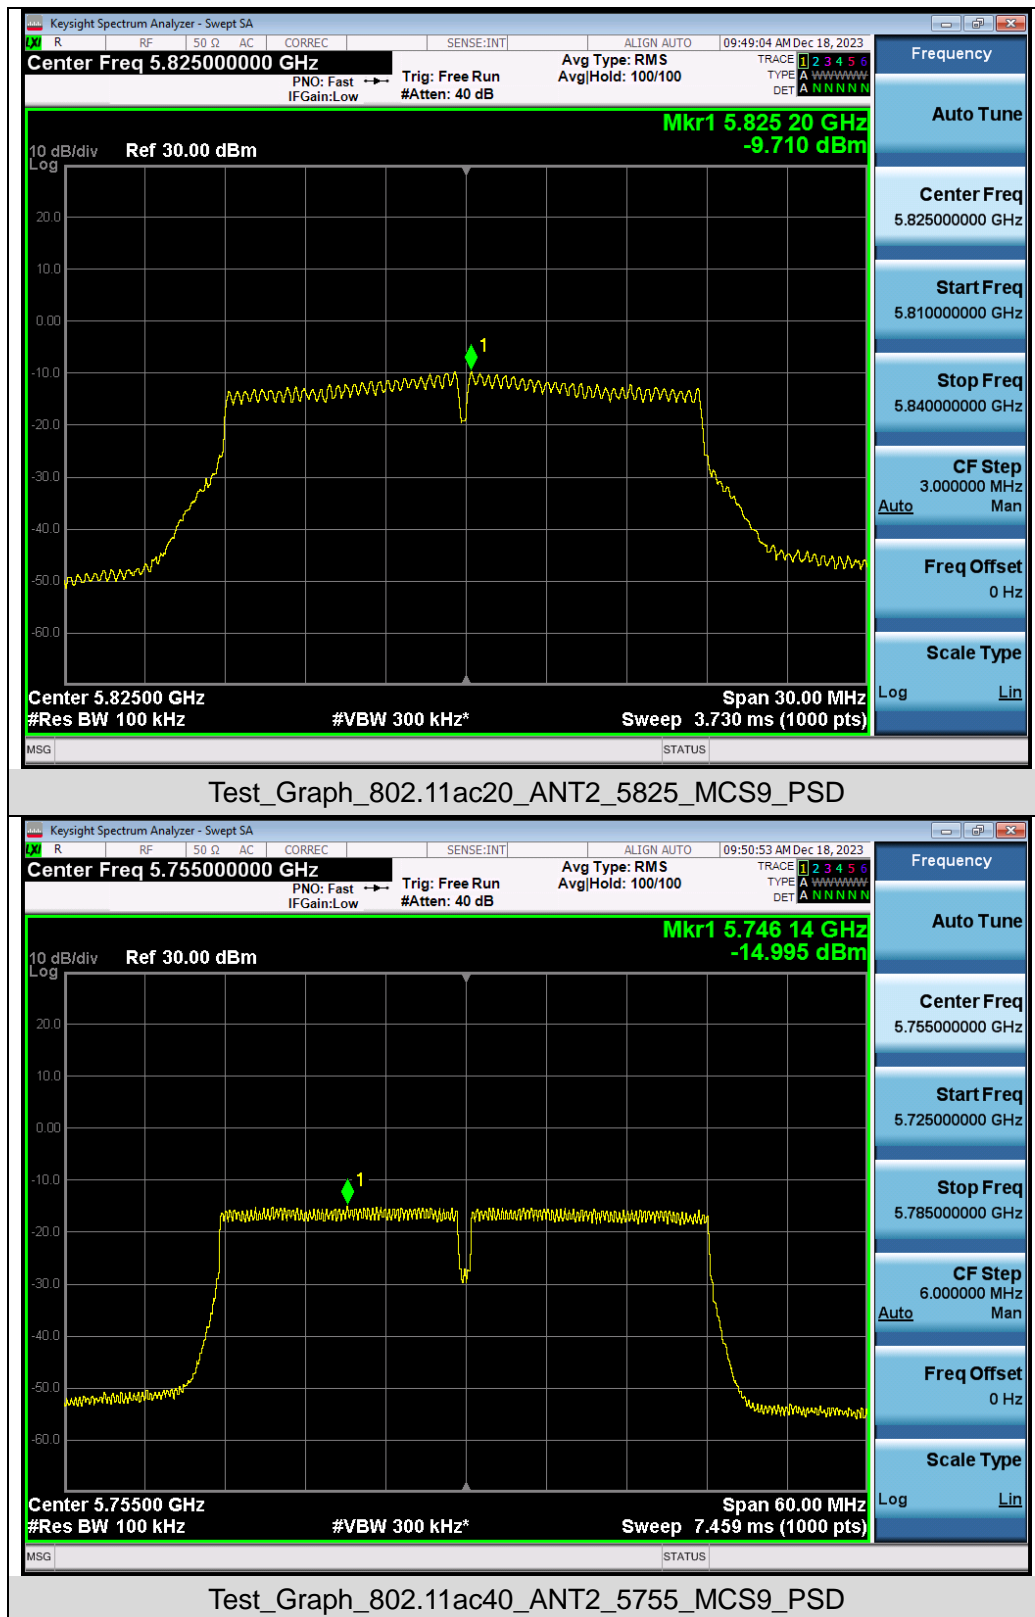 Keysight Spectrum Analyzer - Swept SA
LXI R RF 50 Ω AC CORREC SENSE:INT ALIGN AUTO 09:49:04 AM Dec 18, 2023
Center Freq 5.825000000 GHz
PNO: Fast
IFGain:Low
Trig: Free Run
#Atten: 40 dB
Avg Type: RMS
Avg|Hold: 100/100
TRACE 1 2 3 4 5 6
TYPE A WWWWW
DET A N N N N N
Mkr1 5.825 20 GHz
-9.710 dBm
10 dB/div Ref 30.00 dBm
Log
20.0
10.0
0.00
1
-10.0
-20.0
-30.0
-40.0
-50.0
-60.0
Center 5.82500 GHz Span 30.00 MHz
#Res BW 100 kHz #VBW 300 kHz* Sweep 3.730 ms (1000 pts)
MSG STATUS
Frequency
Auto Tune
Center Freq
5.825000000 GHz
Start Freq
5.810000000 GHz
Stop Freq
5.840000000 GHz
CF Step
3.000000 MHz
Auto Man
Freq Offset
0 Hz
Scale Type
Log Lin
Test_Graph_802.11ac20_ANT2_5825_MCS9_PSD
Keysight Spectrum Analyzer - Swept SA
LXI R RF 50 Ω AC CORREC SENSE:INT ALIGN AUTO 09:50:53 AM Dec 18, 2023
Center Freq 5.755000000 GHz
PNO: Fast
IFGain:Low
Trig: Free Run
#Atten: 40 dB
Avg Type: RMS
Avg|Hold: 100/100
TRACE 1 2 3 4 5 6
TYPE A WWWWW
DET A N N N N N
Mkr1 5.746 14 GHz
-14.995 dBm
10 dB/div Ref 30.00 dBm
Log
20.0
10.0
0.00
-10.0
1
-20.0
-30.0
-40.0
-50.0
-60.0
Center 5.75500 GHz Span 60.00 MHz
#Res BW 100 kHz #VBW 300 kHz* Sweep 7.459 ms (1000 pts)
MSG STATUS
Frequency
Auto Tune
Center Freq
5.755000000 GHz
Start Freq
5.725000000 GHz
Stop Freq
5.785000000 GHz
CF Step
6.000000 MHz
Auto Man
Freq Offset
0 Hz
Scale Type
Log Lin
Test_Graph_802.11ac40_ANT2_5755_MCS9_PSD